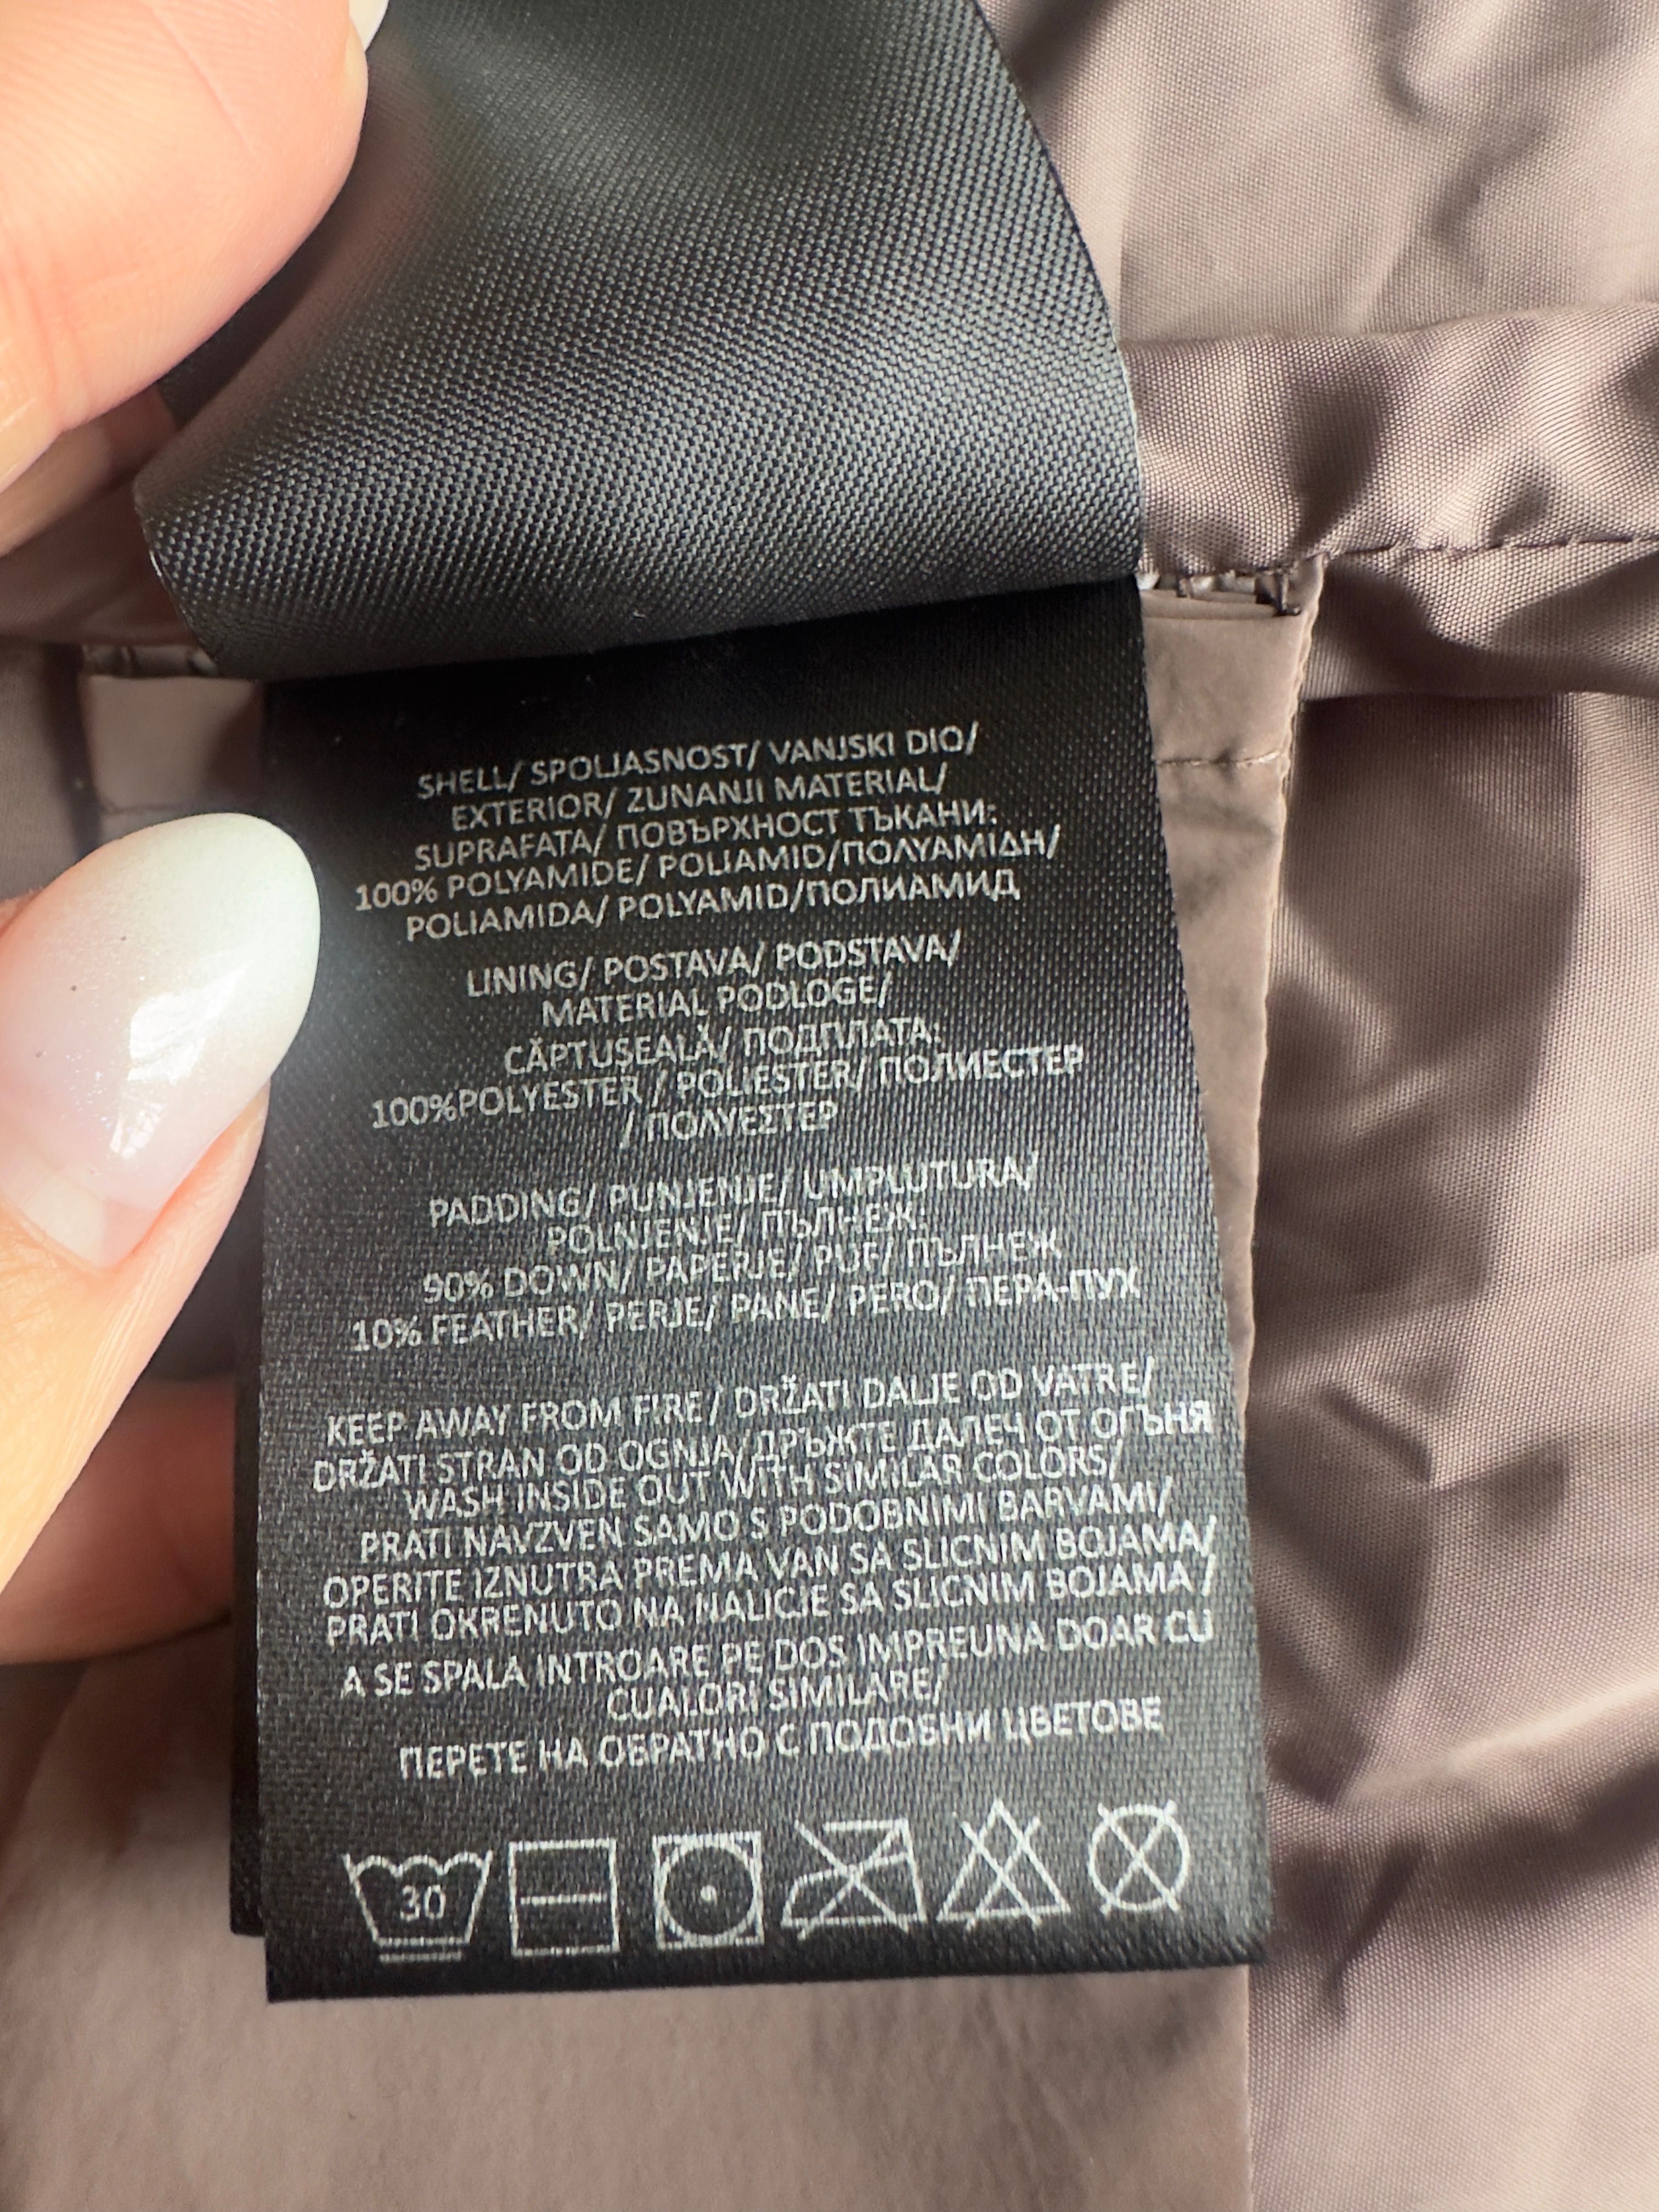 SHELL/ SPOLJASNOST/ VANJSKI DIO/
EXTERIOR/ ZUNANJI MATERIAL/
SUPRAFATA/ ПОВЪРХНОСТ ТЪКАНИ:
100% POLYAMIDE/ POLIAMID/ΠΟΛΥΑΜΙΔΗ/
POLIAMIDA/ POLYAMID/ПОЛИАМИД
LINING/ POSTAVA/ PODSTAVA/
MATERIAL PODLOGE/
CĂPTUSEALĂ/ ПОДПЛАТА:
100%POLYESTER / POLIESTER/ ПОЛИЕСТЕР
/ ΠΟΛΥΕΣΤΕΡ
PADDING/ PUNJENJE/ UMPLUTURA/
POLNJENJE/ ПЪЛНЕЖ:
90% DOWN/ PAPERJE/ PUF/ ПЪЛНЕЖ
10% FEATHER/ PERJE/ PANE/ PERO/ ПЕРА-ПУХ
KEEP AWAY FROM FIRE/ DRŽATI DALJE OD VATRE/
DRŽATI STRAN OD OGNJA/ДРЪЖТЕ ДАЛЕЧ ОТ ОГЪНЯ
WASH INSIDE OUT WITH SIMILAR COLORS/
PRATI NAVZVEN SAMO S PODOBNIMI BARVAMI/
OPERITE IZNUTRA PREMA VAN SA SLICNIM BOJAMA/
PRATI OKRENUTO NA NALICJE SA SLICNIM BOJAMA /
A SE SPALA INTROARE PE DOS IMPREUNA DOAR CU
CUALORI SIMILARE/
ПЕРЕТЕ НА ОБРАТНО С ПОДОБНИ ЦВЕТОВЕ
30